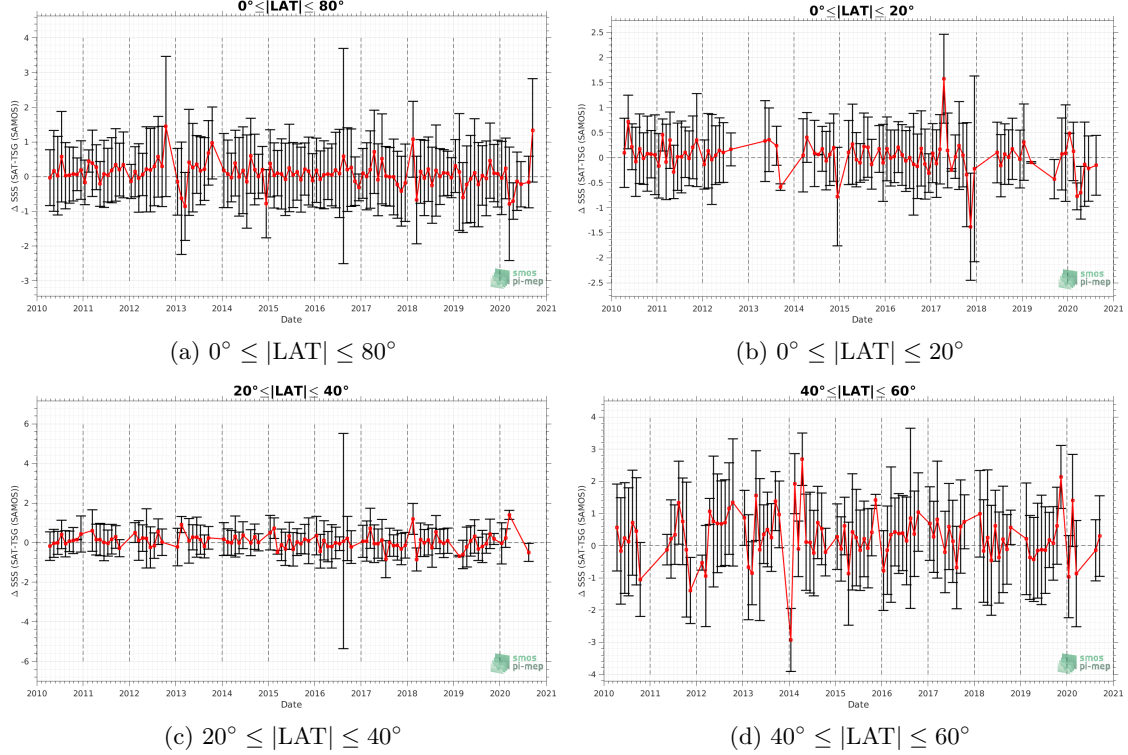 0°≤|LAT|≤ 80°
Δ SSS (SAT-TSG (SAMOS))
4
3
2
1
0
-1
-2
-3
2010 2011 2012 2013 2014 2015 2016 2017 2018 2019 2020 2021
Date
smos
pi-mep
(a) 0° ≤ |LAT| ≤ 80°
0°≤|LAT|≤ 20°
Δ SSS (SAT-TSG (SAMOS))
2.5
2
1.5
1
0.5
0
-0.5
-1
-1.5
-2
-2.5
2010 2011 2012 2013 2014 2015 2016 2017 2018 2019 2020 2021
Date
smos
pi-mep
(b) 0° ≤ |LAT| ≤ 20°
20°≤|LAT|≤ 40°
Δ SSS (SAT-TSG (SAMOS))
6
4
2
0
-2
-4
-6
2010 2011 2012 2013 2014 2015 2016 2017 2018 2019 2020 2021
Date
smos
pi-mep
(c) 20° ≤ |LAT| ≤ 40°
40°≤|LAT|≤ 60°
Δ SSS (SAT-TSG (SAMOS))
4
3
2
1
0
-1
-2
-3
-4
2010 2011 2012 2013 2014 2015 2016 2017 2018 2019 2020 2021
Date
smos
pi-mep
(d) 40° ≤ |LAT| ≤ 60°